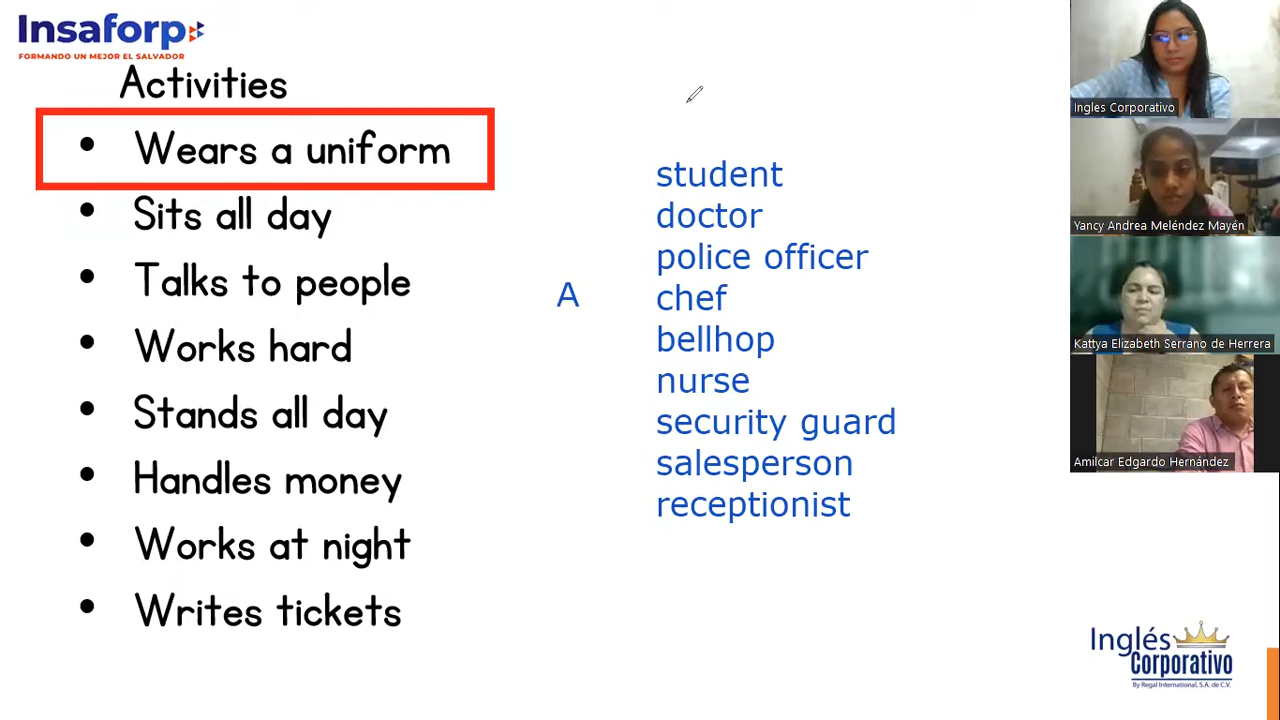 Insaforp
FORMANDO UN MEJOR EL SALVADOR
Activities
• Wears a uniform
• Sits all day
• Talks to people
• Works hard
• Stands all day
• Handles money
• Works at night
• Writes tickets
A
student
doctor
police officer
chef
bellhop
nurse
security guard
salesperson
receptionist
Ingles Corporativo
Yancy Andrea Meléndez Mayén
Kattya Elizabeth Serrano de Herrera
Amilcar Edgardo Hernández
Inglés
Corporativo
By Regal International, S.A. de C.V.